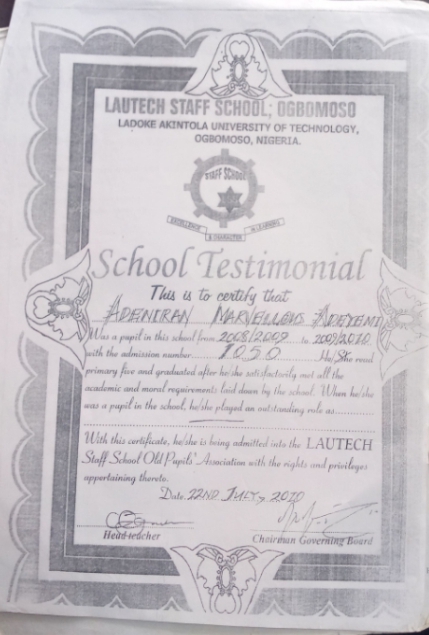 LAUTECH STAFF SCHOOL; OGBOMOSO
LADOKE AKINTOLA UNIVERSITY OF TECHNOLOGY,
OGBOMOSO, NIGERIA.
STAFF SCHOOL
EXCELLENCE IN LEARNING
& CHARACTER
School Testimonial
This is to certify that
ADENIRAN MARVELLOUS ADEYEMI
Was a pupil in this school from 2008/2009 to 2009/2010
with the admission number 1050 He/She read
primary five and graduated after he/she satisfactorily met all the
academic and moral requirements laid down by the school. When he/she
was a pupil in the school, he/she played an outstanding role as
With this certificate, he/she is being admitted into the LAUTECH
Staff School Old Pupils' Association with the rights and privileges
appertaining thereto.
Date 22ND JULY, 2010
Headteacher Chairman Governing Board